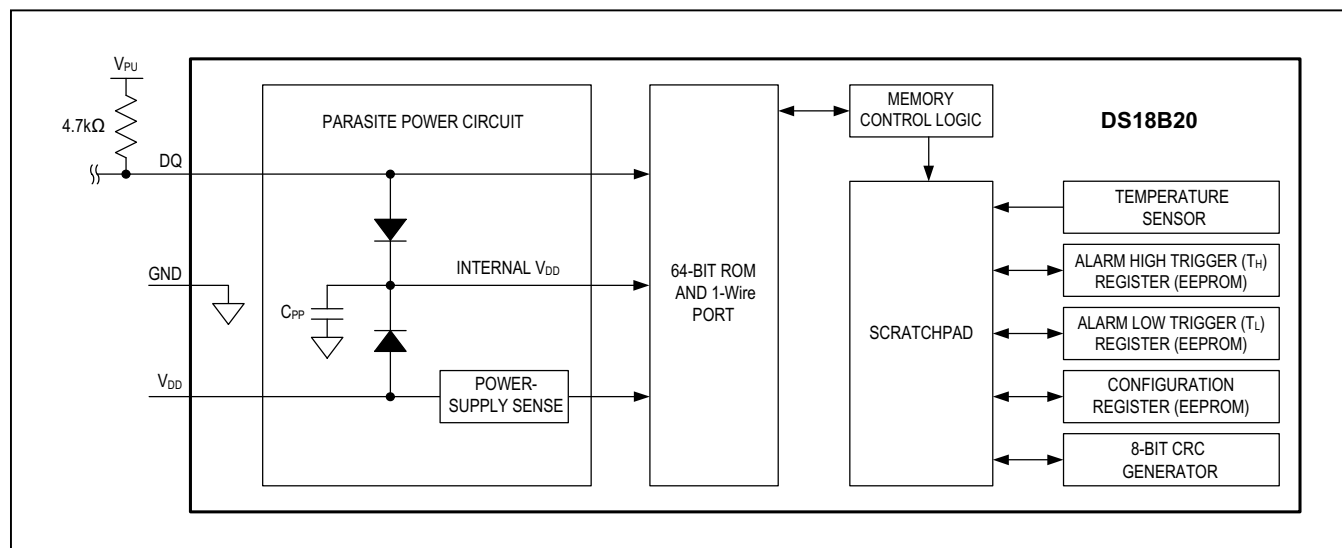 VPU
4.7kΩ
DQ
GND
VDD
PARASITE POWER CIRCUIT
INTERNAL VDD
CPP
POWER-
SUPPLY SENSE
64-BIT ROM
AND 1-Wire
PORT
MEMORY
CONTROL LOGIC
SCRATCHPAD
DS18B20
TEMPERATURE
SENSOR
ALARM HIGH TRIGGER (TH)
REGISTER (EEPROM)
ALARM LOW TRIGGER (TL)
REGISTER (EEPROM)
CONFIGURATION
REGISTER (EEPROM)
8-BIT CRC
GENERATOR